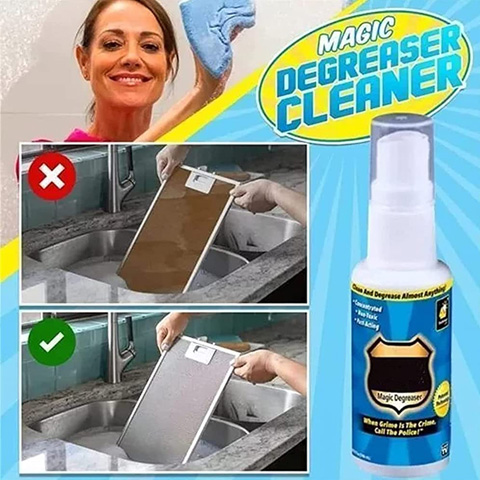 MAGIC
DEGREASER
CLEANER
Clean And Degrease Almost Anything!
• Concentrated
• Non-Toxic
• Fast Acting
Magic Degreaser
When Grime Is The Crime,
Call The Police!